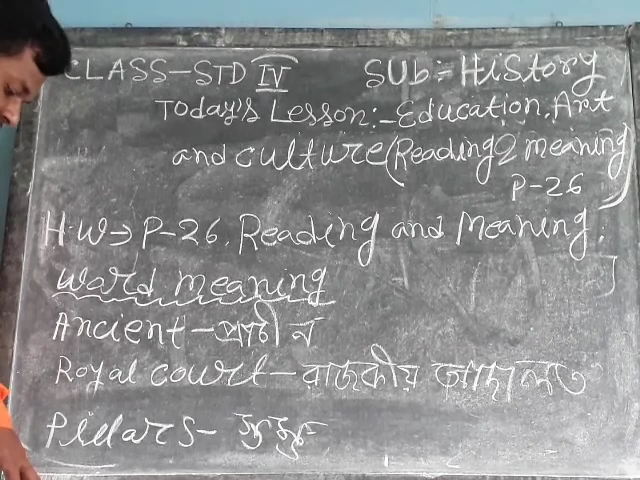 CLASS-STD IV SUb:- HiStory
Today's Lesson:- Education, Art
and culture (Reading & meaning)
P-26
H.W→ P-26. Reading and Meaning.
Word meaning
Ancient - প্রাচীন
Royal court - রাজকীয় আদালত
Pillars - স্তম্ভ